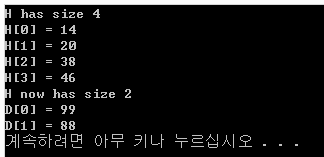 H has size 4
H[0] = 14
H[1] = 20
H[2] = 38
H[3] = 46
H now has size 2
D[0] = 99
D[1] = 88
계속하려면 아무 키나 누르십시오 . . .